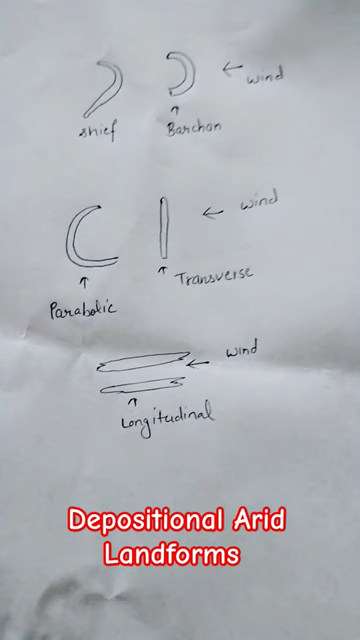 wind
shief
Barchan
wind
Transverse
Parabolic
wind
Longitudinal
Depositional Arid
Landforms